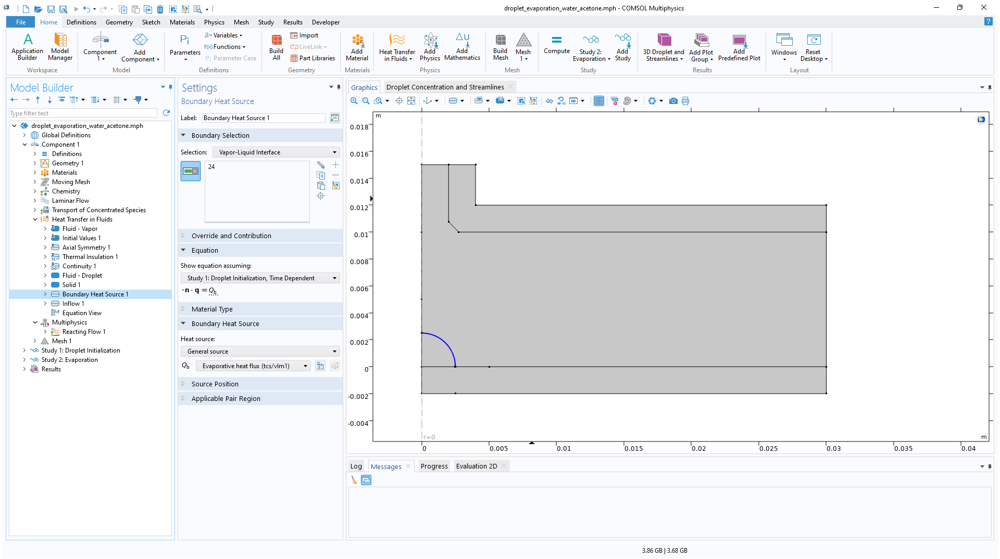 droplet_evaporation_water_acetone.mph - COMSOL Multiphysics
File Home Definitions Geometry Sketch Materials Physics Mesh Study Results Developer ?
Application Builder
Model Manager
Workspace
Component 1
Add Component
Model
Pi
Parameters
a= Variables
f(x) Functions
Pi Parameter Case
Definitions
Build All
Import
LiveLink
Part Libraries
Geometry
Add Material
Materials
Heat Transfer in Fluids
Add Physics
ΔU
Add Mathematics
Physics
Build Mesh
Mesh 1
Mesh
Compute
Study 2: Evaporation
Add Study
Study
3D Droplet and Streamlines
Add Plot Group
Add Predefined Plot
Results
Windows
Reset Desktop
Layout
Model Builder
Type filter text
droplet_evaporation_water_acetone.mph
Global Definitions
Component 1
Definitions
Geometry 1
Materials
Moving Mesh
Chemistry
Laminar Flow
Transport of Concentrated Species
Heat Transfer in Fluids
Fluid - Vapor
Initial Values 1
Axial Symmetry 1
Thermal Insulation 1
Continuity 1
Fluid - Droplet
Solid 1
Boundary Heat Source 1
Inflow 1
Equation View
Multiphysics
Reacting Flow 1
Mesh 1
Study 1: Droplet Initialization
Study 2: Evaporation
Results
Settings
Boundary Heat Source
Label: Boundary Heat Source 1
Boundary Selection
Selection: Vapor-Liquid Interface
24
Override and Contribution
Equation
Show equation assuming:
Study 1: Droplet Initialization, Time Dependent
-n · q = Qb
Material Type
Boundary Heat Source
Heat source:
General source
Qb Evaporative heat flux (tcs/vlm1)
Source Position
Applicable Pair Region
Graphics Droplet Concentration and Streamlines
m
0.018
0.016
0.014
0.012
0.01
0.008
0.006
0.004
0.002
0
-0.002
-0.004
r=0
m
0 0.005 0.01 0.015 0.02 0.025 0.03 0.035 0.04
Log Messages Progress Evaluation 2D
3.86 GB | 3.68 GB